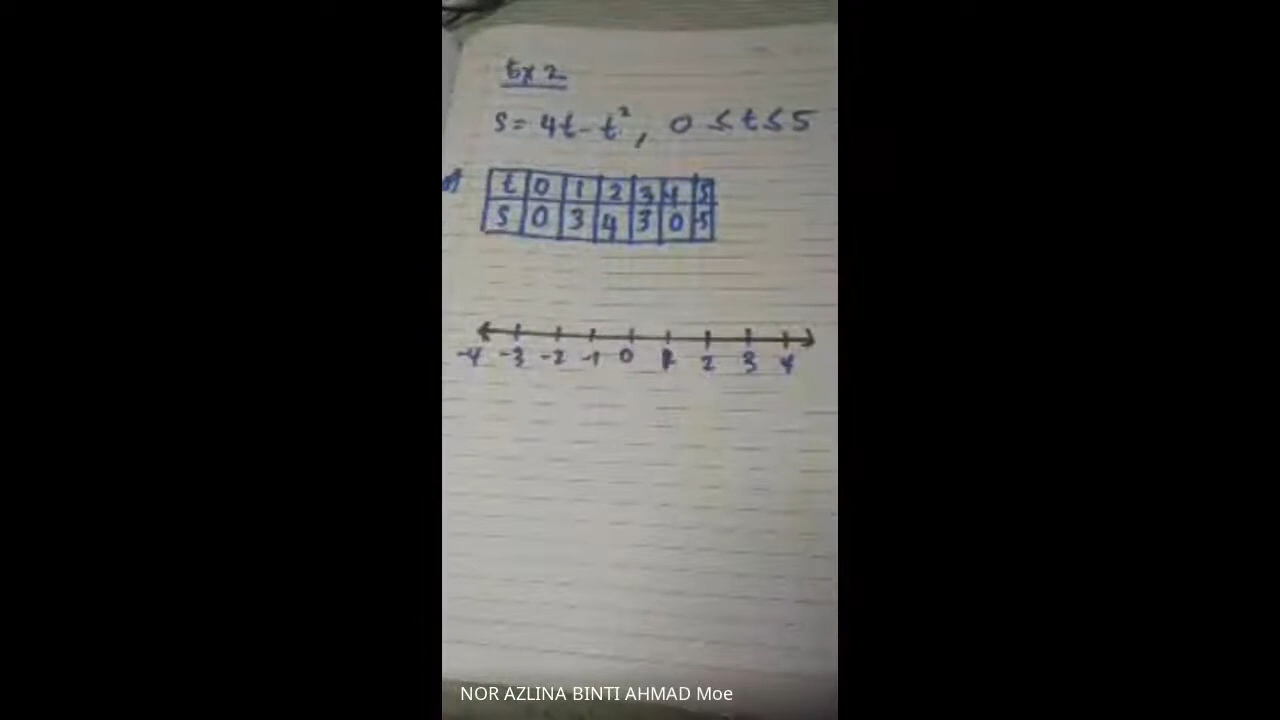 Ex 2
s = 4t - t², 0 ≤ t ≤ 5
a)
t 0 1 2 3 4 5
s 0 3 4 3 0 -5
-4 -3 -2 -1 0 1 2 3 4
NOR AZLINA BINTI AHMAD Moe